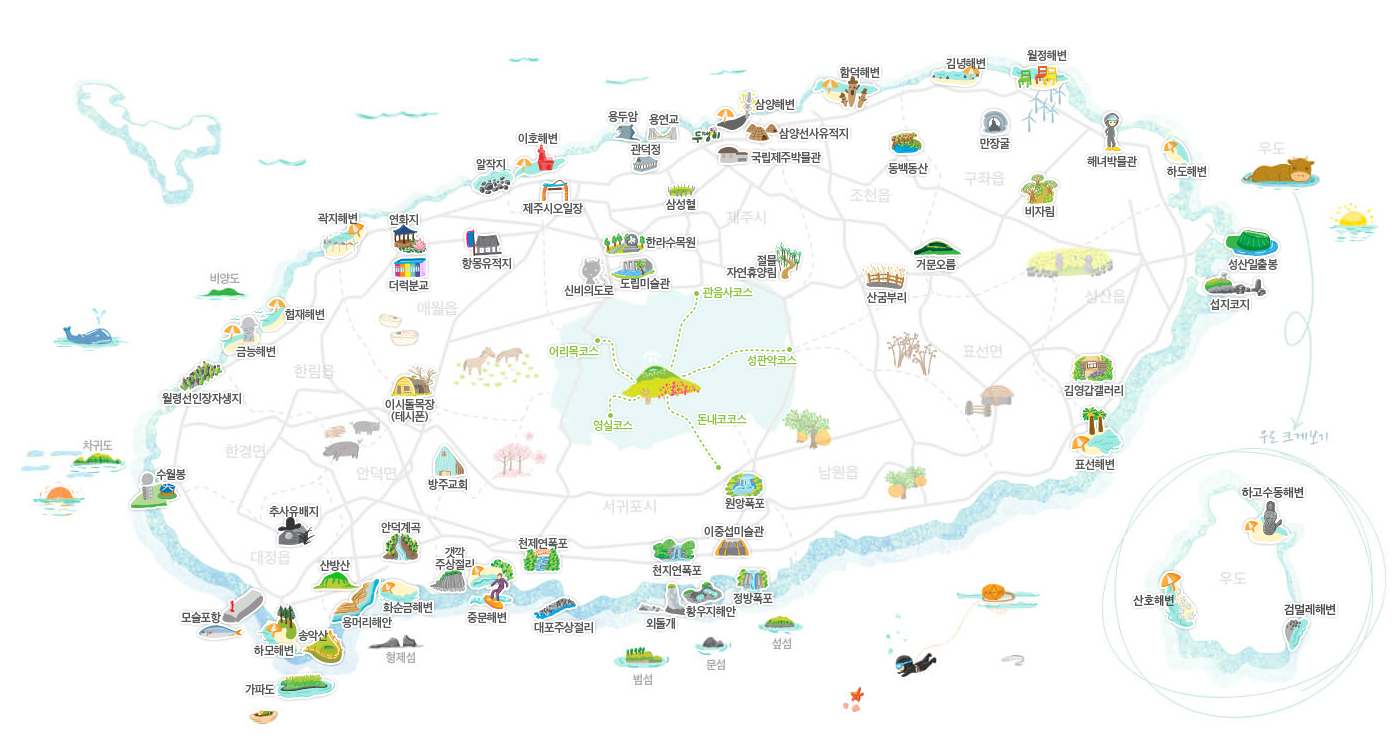 월정해변
김녕해변
함덕해변
삼양해변
용두암
용연교
두맹이
삼양선사유적지
이호해변
관덕정
국립제주박물관
만장굴
해녀박물관
우도
알작지
동백동산
하도해변
구좌읍
조천읍
제주시오일장
삼성혈
비자림
곽지해변
연화지
제주시
항몽유적지
한라수목원
절물
자연휴양림
거문오름
성산일출봉
비양도
더럭분교
신비의도로
도립미술관
관음사코스
산굼부리
성산읍
섭지코지
애월읍
협재해변
금능해변
어리목코스
성판악코스
표선면
한림읍
월령선인장자생지
이시돌목장
(테시폰)
김영갑갤러리
영실코스
돈내코코스
우도 크게보기
차귀도
한경면
표선해변
안덕면
수월봉
방주교회
남원읍
하고수동해변
원앙폭포
서귀포시
추사유배지
안덕계곡
이중섭미술관
천제연폭포
갯깍
주상절리
대정읍
산방산
천지연폭포
우도
정방폭포
산호해변
화순금해변
황우지해안
검멀레해변
모슬포항
용머리해안
중문해변
외돌개
대포주상절리
송악산
하모해변
형제섬
섶섬
문섬
범섬
가파도